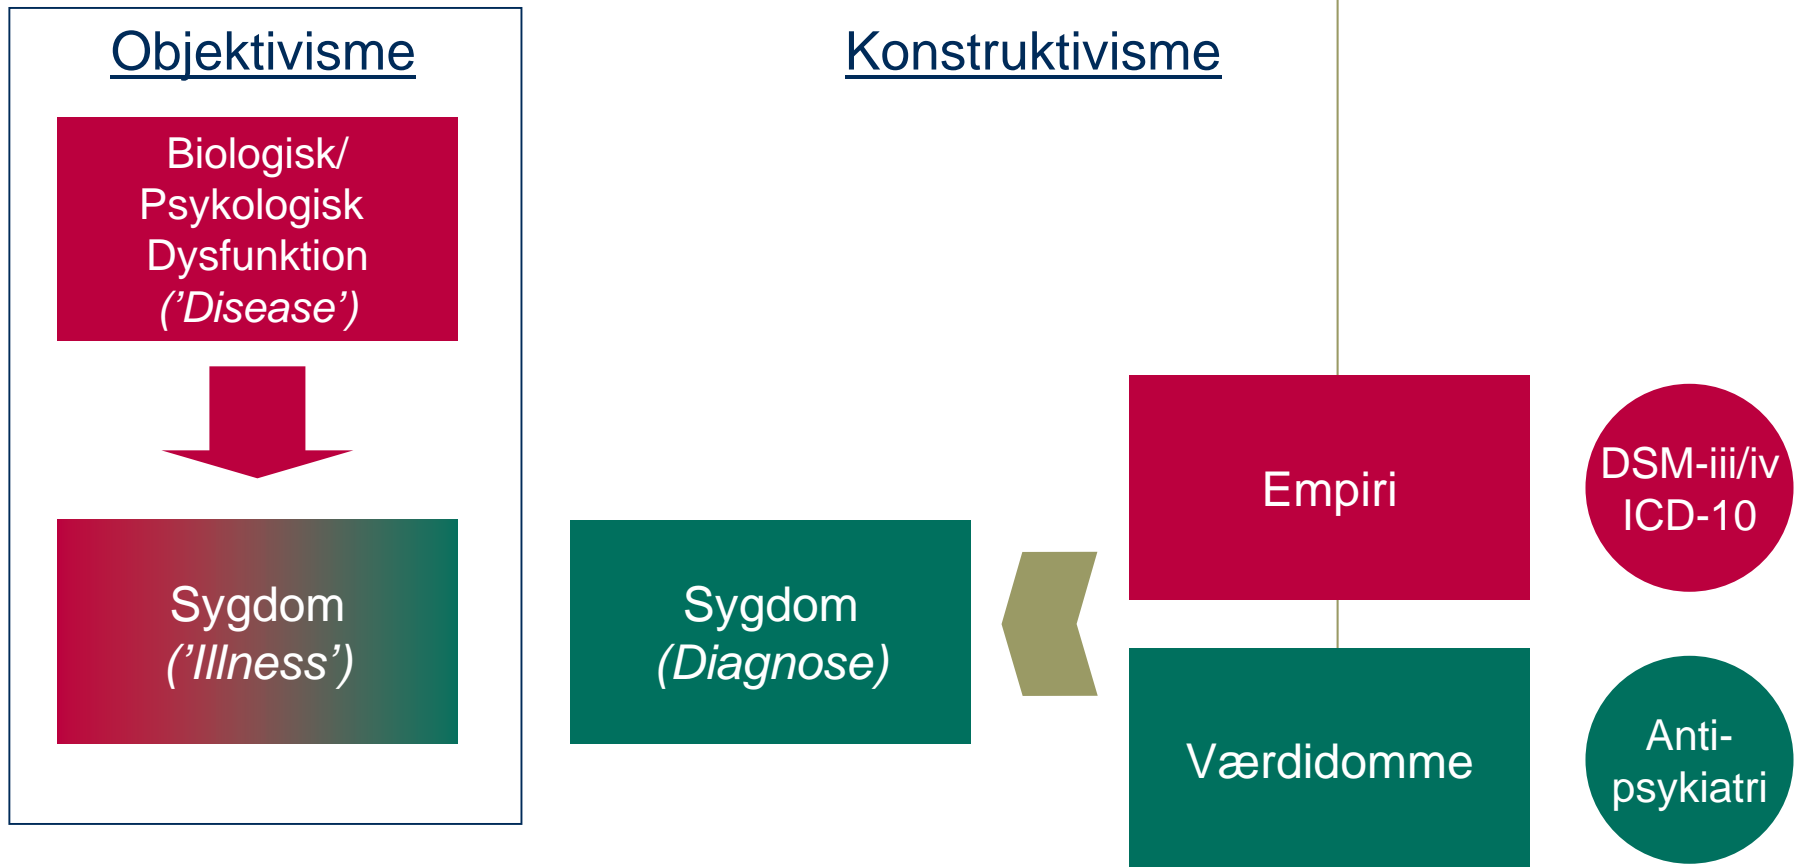 Objektivisme
Biologisk/
Psykologisk
Dysfunktion
(’Disease’)
Sygdom
(’Illness’)
Konstruktivisme
Sygdom
(Diagnose)
Empiri
DSM-iii/iv
ICD-10
Værdidomme
Anti-
psykiatri